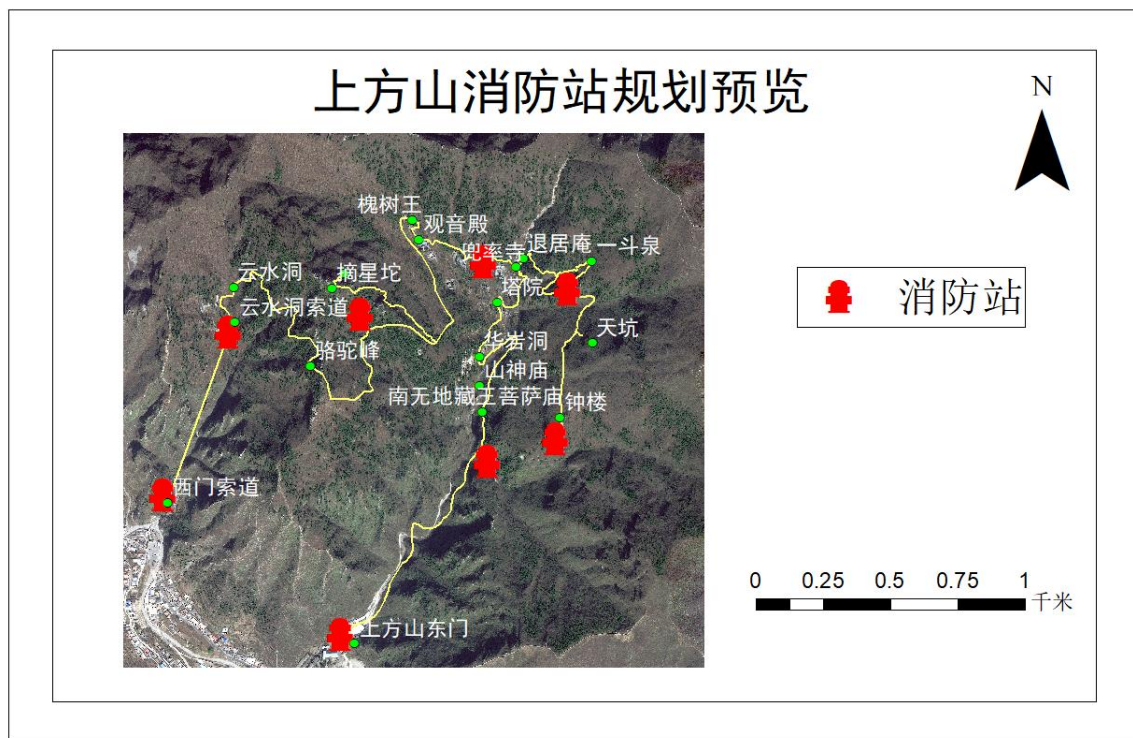 上方山消防站规划预览
N
槐树王
观音殿
兜率寺
退居庵
一斗泉
云水洞
摘星坨
塔院
云水洞索道
消防站
天坑
华岩洞
骆驼峰
山神庙
南无地藏王菩萨庙
钟楼
西门索道
0 0.25 0.5 0.75 1
千米
上方山东门